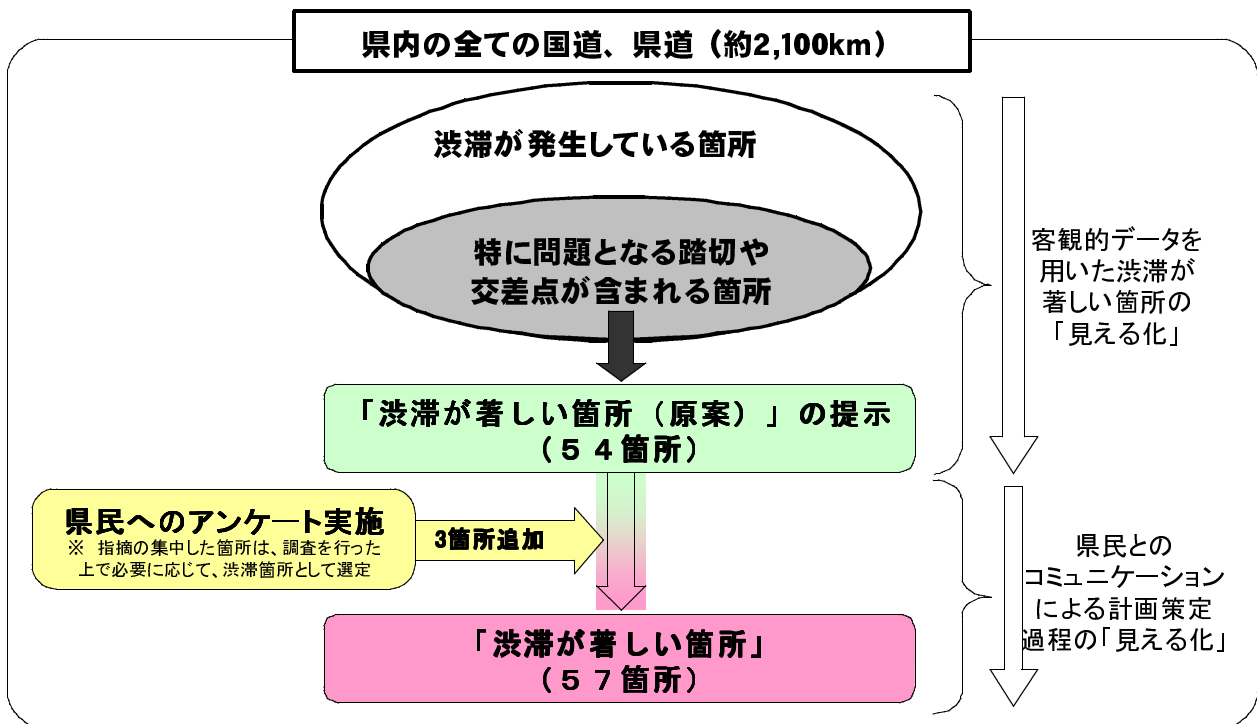 県内の全ての国道、県道（約2,100km）
渋滞が発生している箇所
特に問題となる踏切や
交差点が含まれる箇所
客観的データを
用いた渋滞が
著しい箇所の
「見える化」
「渋滞が著しい箇所（原案）」の提示
（５４箇所）
県民へのアンケート実施
※ 指摘の集中した箇所は、調査を行った
上で必要に応じて、渋滞箇所として選定
3箇所追加
県民との
コミュニケーション
による計画策定
過程の「見える化」
「渋滞が著しい箇所」
（５７箇所）